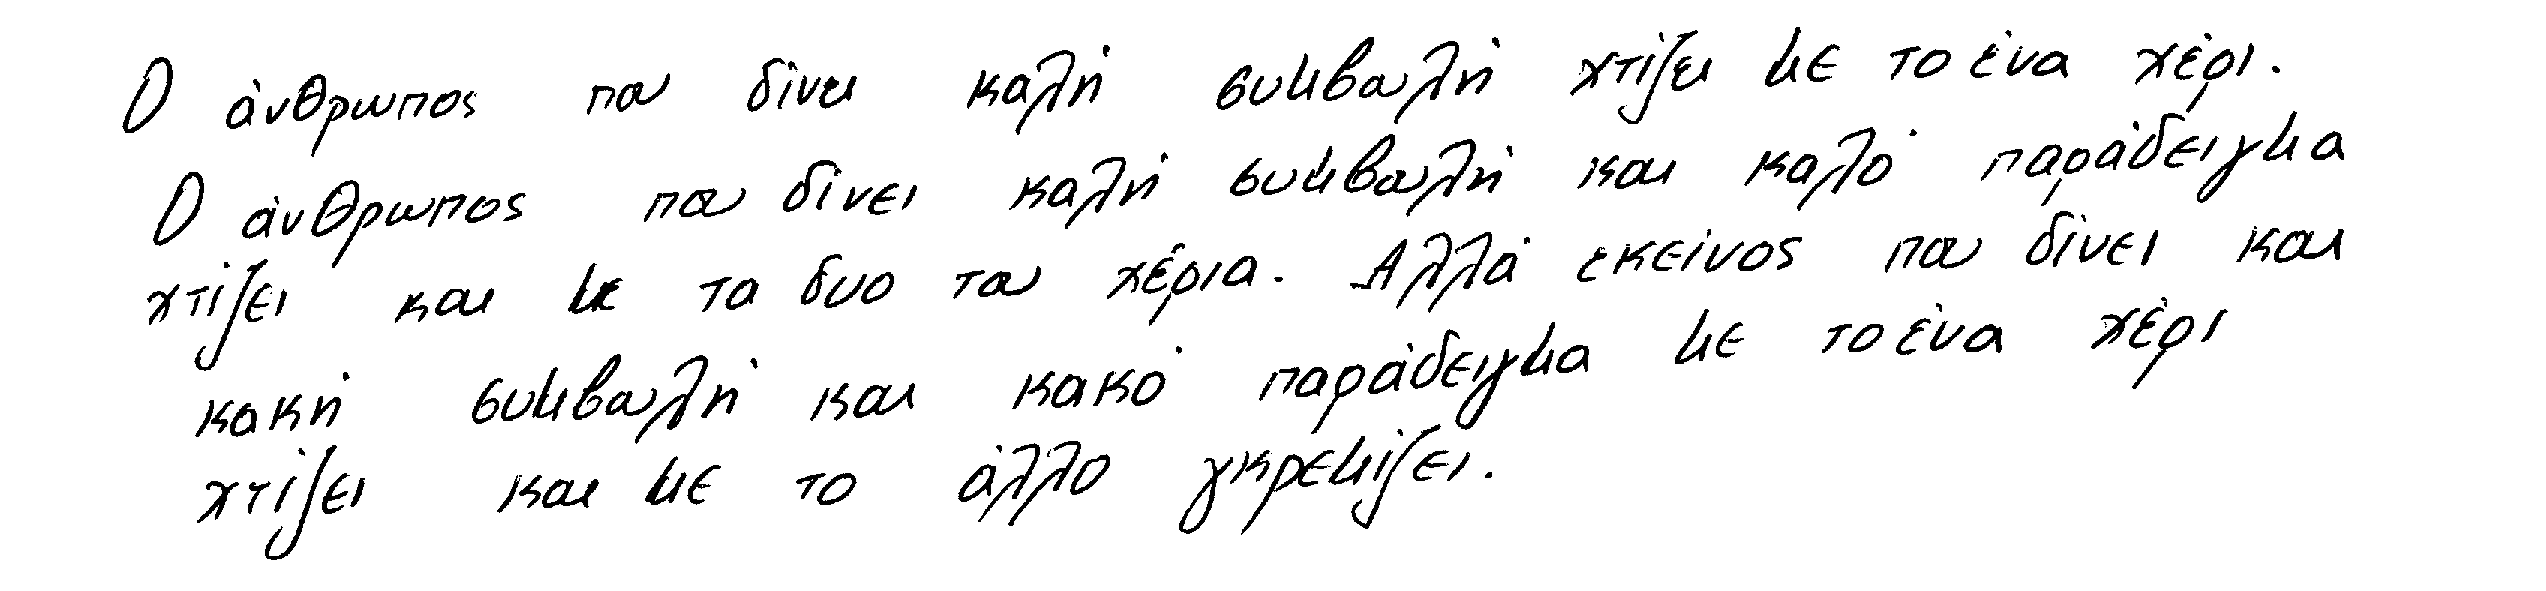 Ο άνθρωπος που δίνει καλή συμβουλή χτίζει με το ένα χέρι.
Ο άνθρωπος που δίνει καλή συμβουλή και καλό παράδειγμα
χτίζει και με τα δυο του χέρια. Αλλά εκείνος που δίνει και
κακή συμβουλή και κακό παράδειγμα με το ένα χέρι
χτίζει και με το άλλο γκρεμίζει.